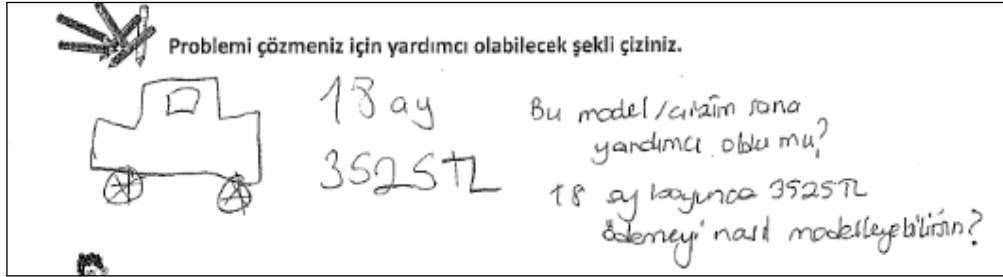 Problemi çözmeniz için yardımcı olabilecek şekli çiziniz.
18 ay
3525TL
Bu model/çizim sana
yardımcı oldu mu?
18 ay boyunca 3525TL
ödemeyi nasıl modelleyebilirsin?